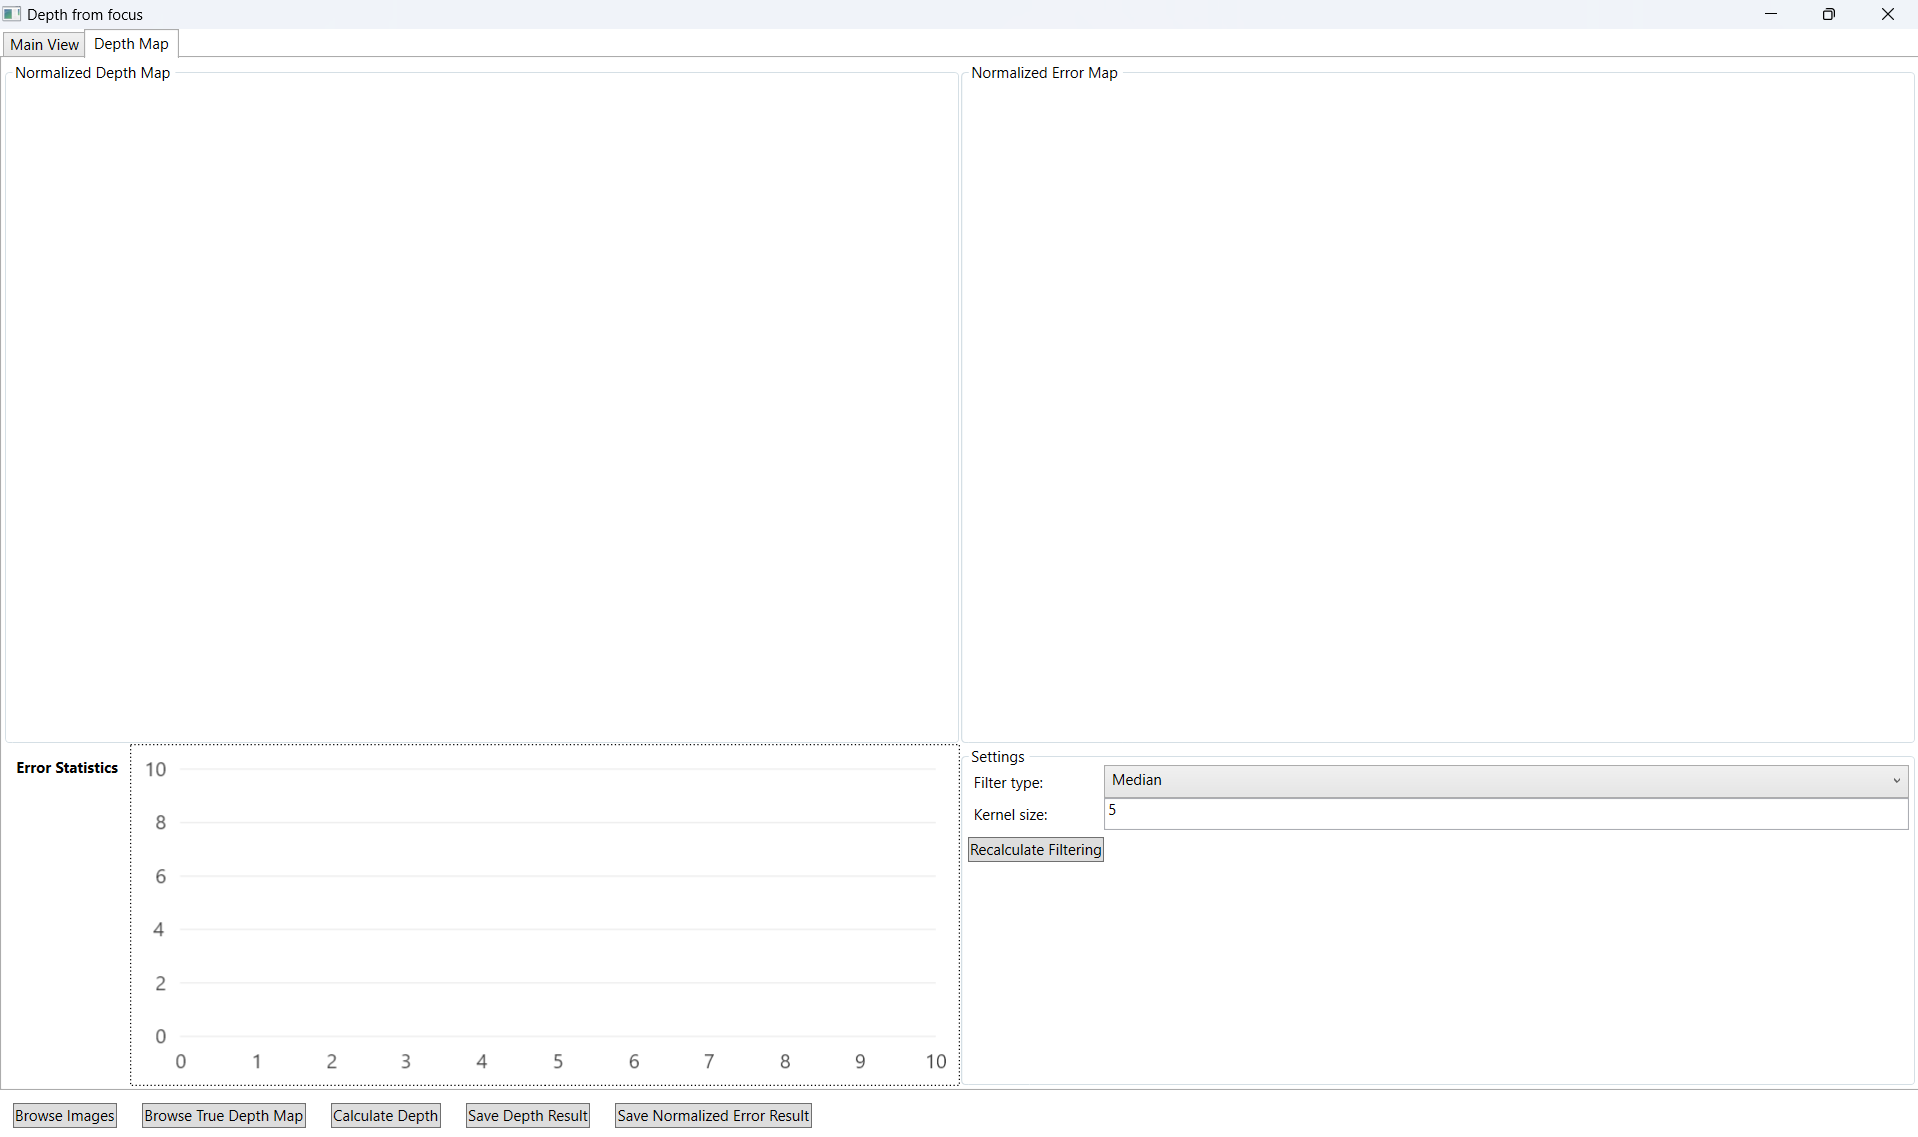 Depth from focus
Main View
Depth Map
Normalized Depth Map
Normalized Error Map
Error Statistics
10
8
6
4
2
0
0 1 2 3 4 5 6 7 8 9 10
Settings
Filter type:
Median
Kernel size:
5
Recalculate Filtering
Browse Images
Browse True Depth Map
Calculate Depth
Save Depth Result
Save Normalized Error Result